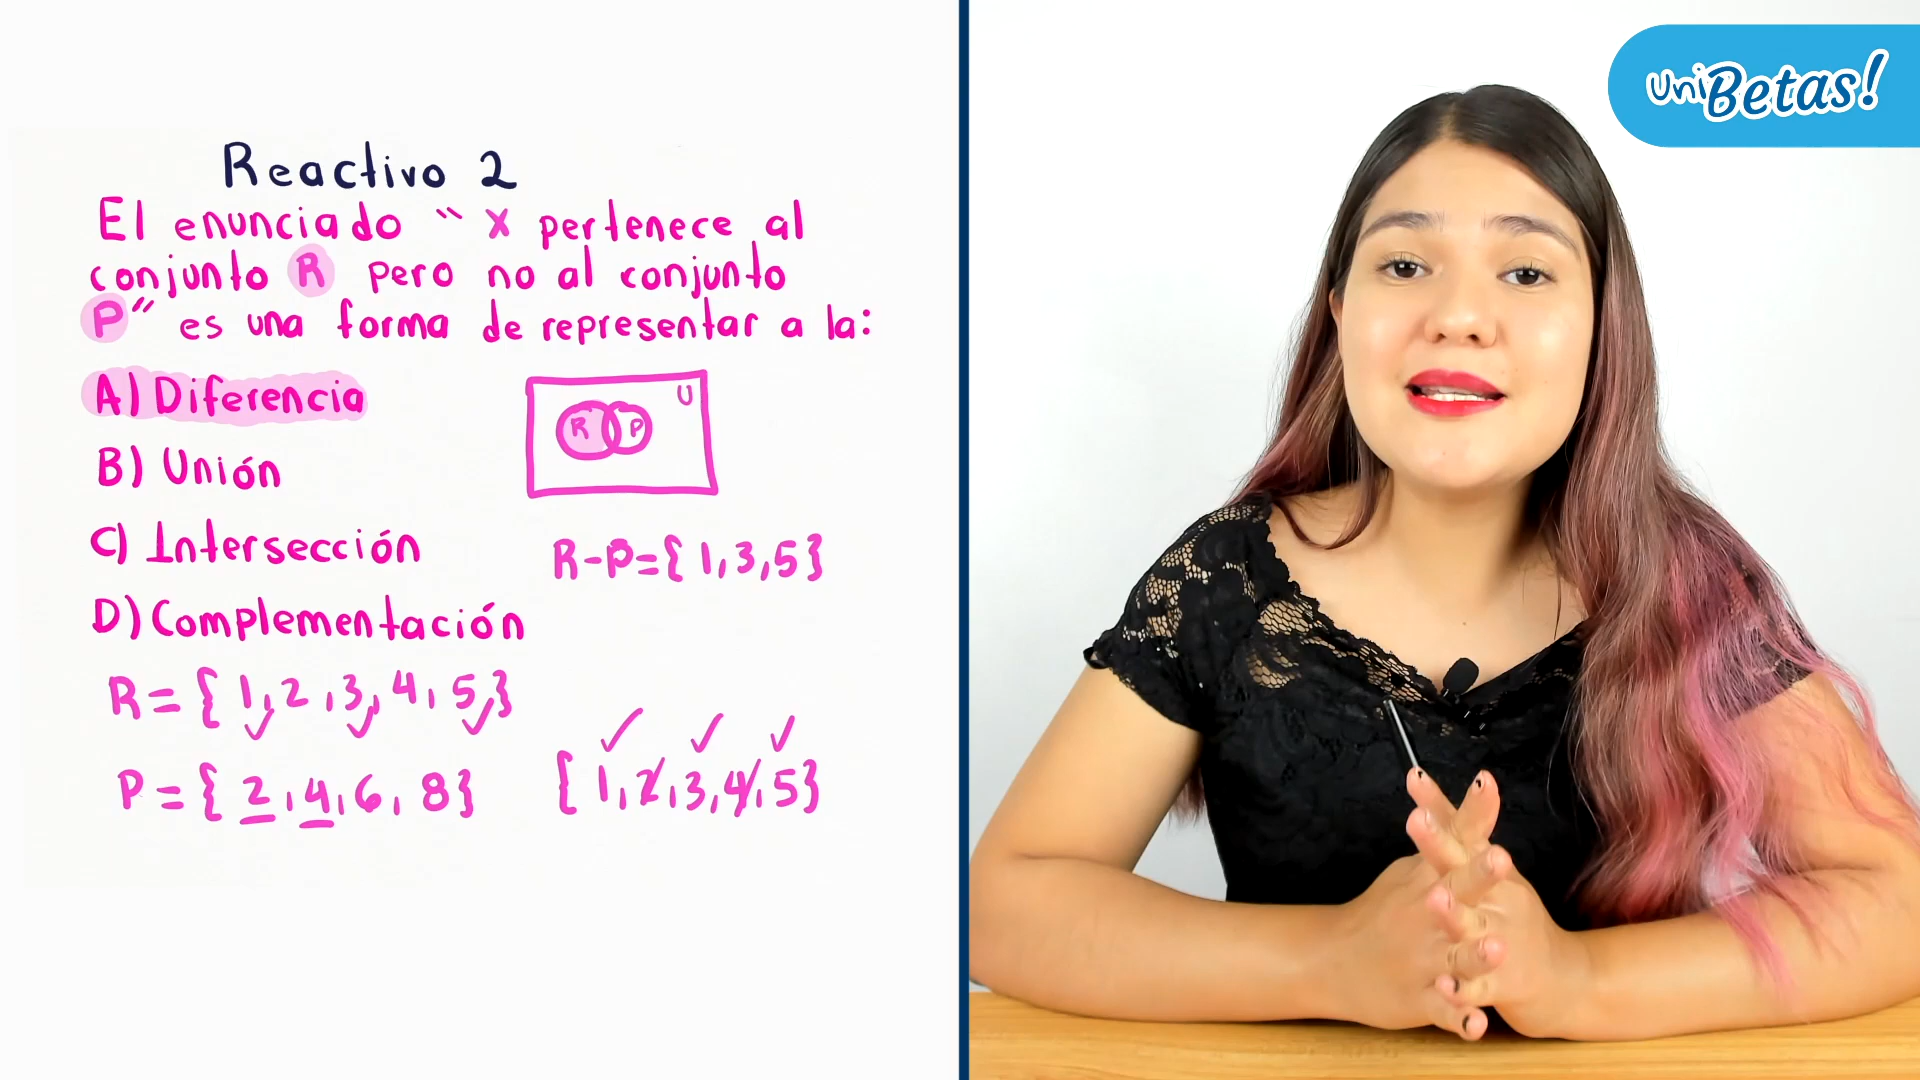 Reactivo 2
El enunciado “ x pertenece al
conjunto R pero no al conjunto
P” es una forma de representar a la:
A) Diferencia
B) Unión
C) Intersección
D) Complementación
R = { 1, 2, 3, 4, 5, }
P = { 2, 4, 6, 8 }
U
R P
R-P={ 1, 3, 5 }
{ 1, 2, 3, 4, 5 }
uniBetas!